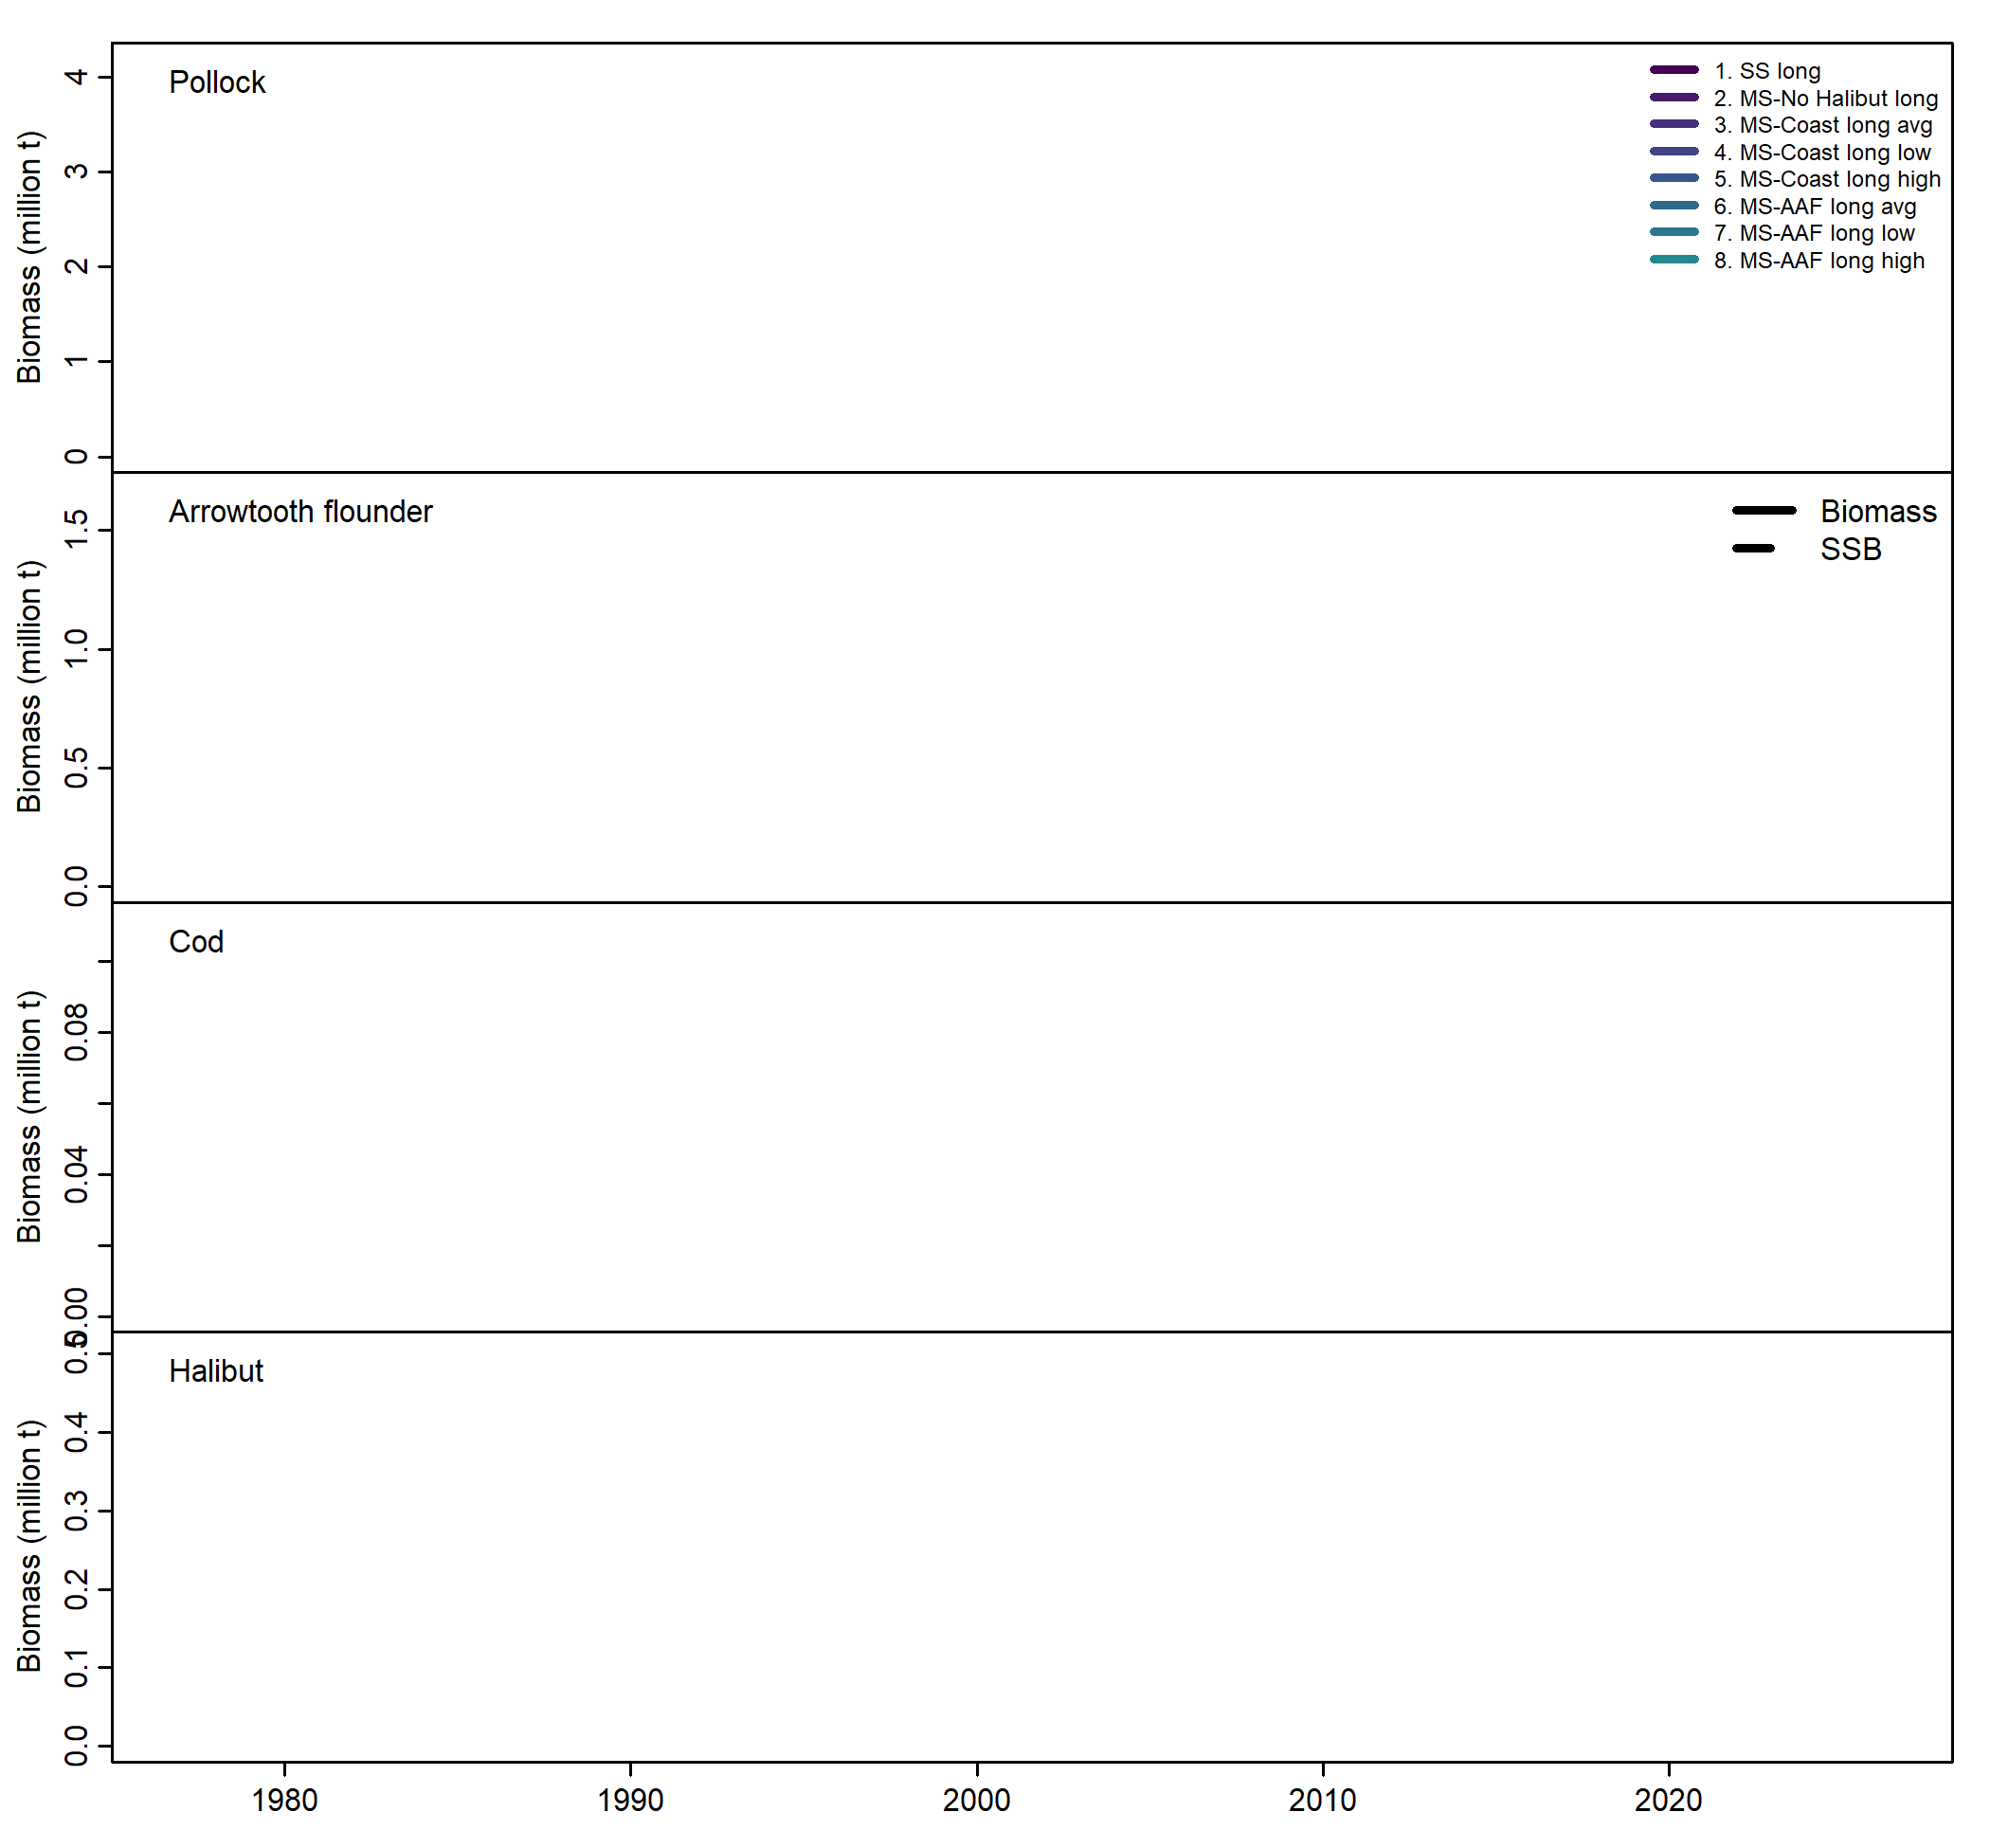 Pollock
1. SS long
2. MS-No Halibut long
3. MS-Coast long avg
4. MS-Coast long low
5. MS-Coast long high
6. MS-AAF long avg
7. MS-AAF long low
8. MS-AAF long high
Biomass (million t)
4
3
2
1
0
Arrowtooth flounder
Biomass
SSB
Biomass (million t)
1.5
1.0
0.5
0.0
Cod
Biomass (million t)
0.08
0.04
0.00
Halibut
Biomass (million t)
0.5
0.4
0.3
0.2
0.1
0.0
1980 1990 2000 2010 2020